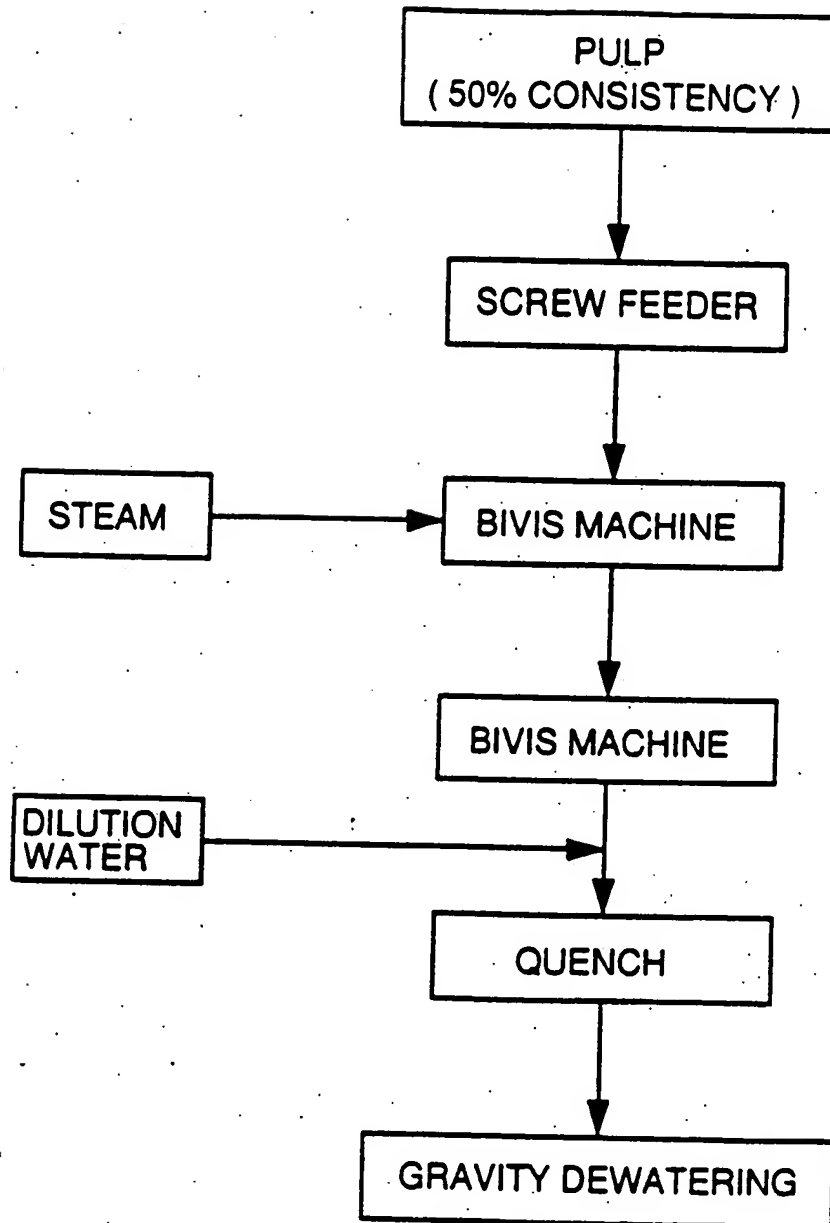 PULP
( 50% CONSISTENCY )
SCREW FEEDER
STEAM
BIVIS MACHINE
BIVIS MACHINE
DILUTION
WATER
QUENCH
GRAVITY DEWATERING